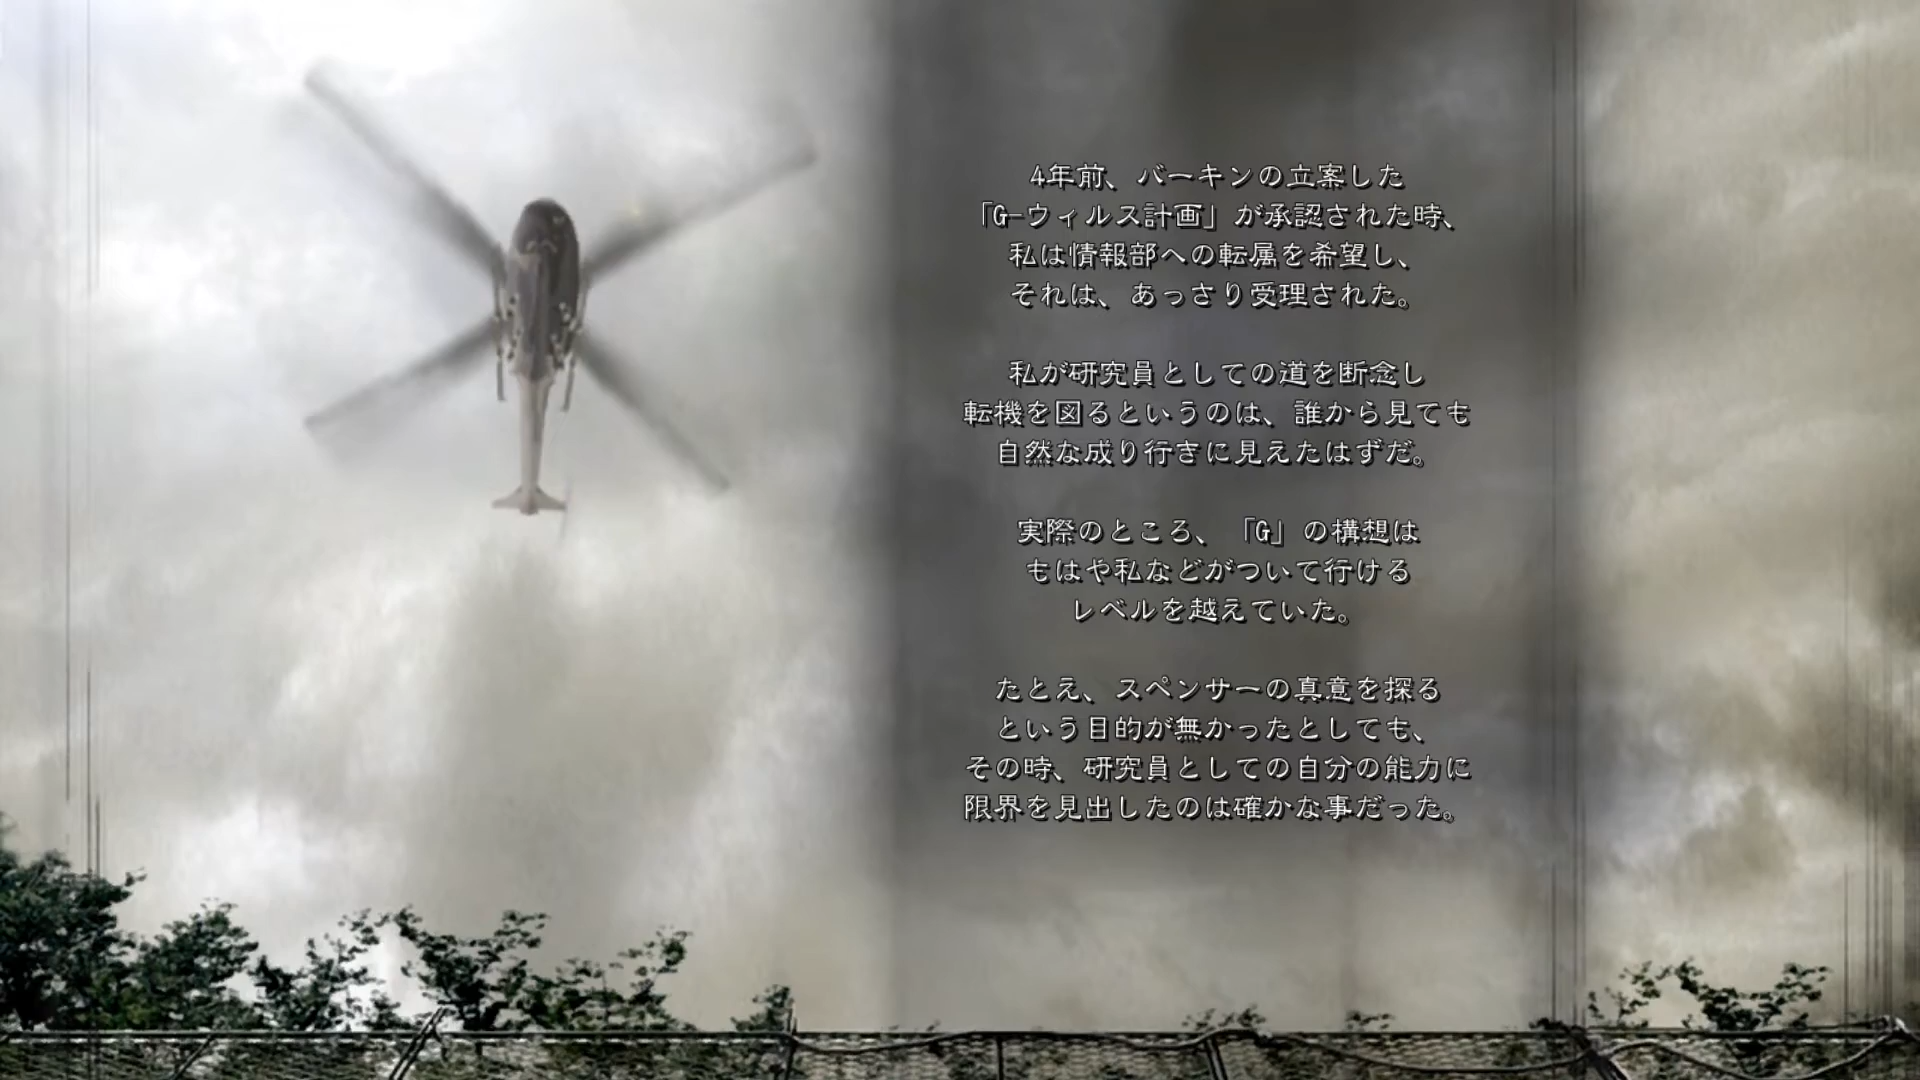 4年前、バーキンの立案した
「G-ウィルス計画」が承認された時、
私は情報部への転属を希望し、
それは、あっさり受理された。
私が研究員としての道を断念し
転機を図るというのは、誰から見ても
自然な成り行きに見えたはずだ。
実際のところ、「G」の構想は
もはや私などがついて行ける
レベルを越えていた。
たとえ、スペンサーの真意を探る
という目的が無かったとしても、
その時、研究員としての自分の能力に
限界を見出したのは確かな事だった。